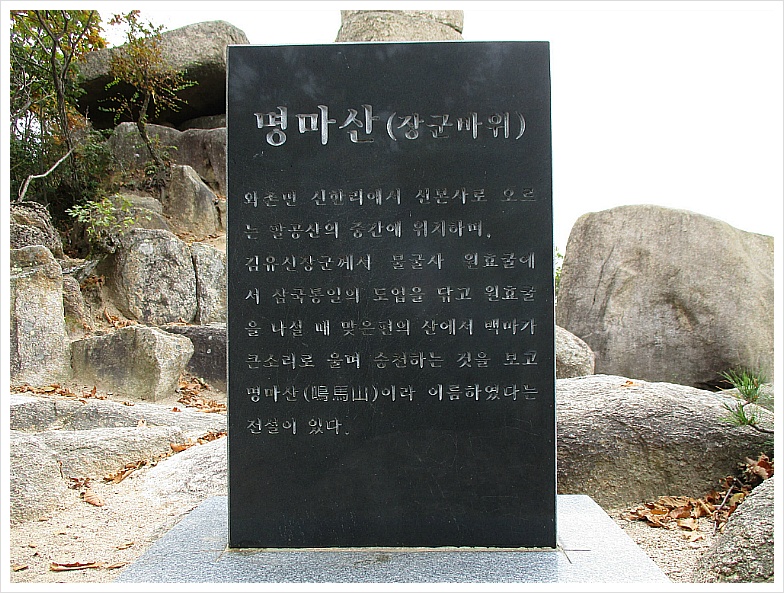 명마산(장군바위)
와촌면 신한리에서 선본사로 오르
는 팔공산의 중간에 위치하며,
김유신장군께서 불굴사 원효굴에
서 삼국통일의 도업을 닦고 원효굴
을 나설 때 맞은편의 산에서 백마가
큰소리로 울며 승천하는 것을 보고
명마산(鳴馬山)이라 이름하였다는
전설이 있다.